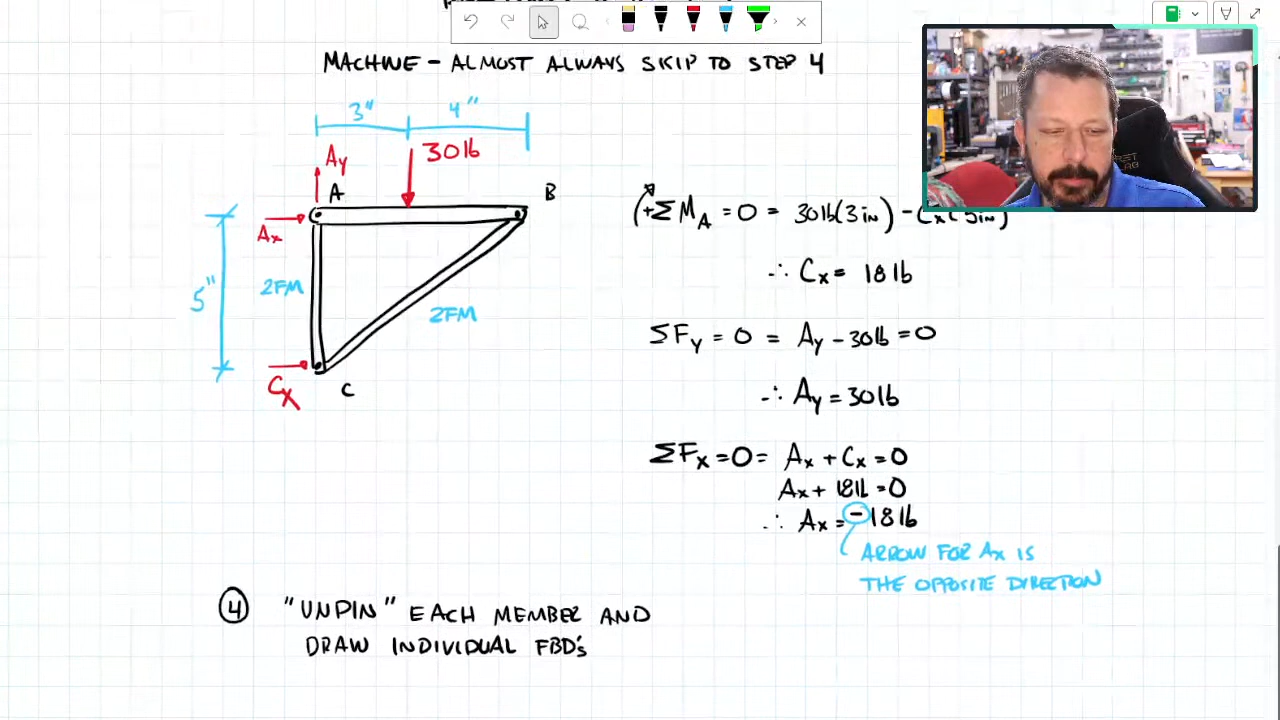 MACHINE - ALMOST ALWAYS SKIP TO STEP 4
3" 4"
Ay 30lb
A B
Ax
5" 2FM 2FM
Cx C
+ΣMA = 0 = 30lb(3in) - Cx(5in)
∴ Cx = 18lb
ΣFy = 0 = Ay - 30lb = 0
∴ Ay = 30lb
ΣFx = 0 = Ax + Cx = 0
Ax + 18lb = 0
∴ Ax = -18lb
ARROW FOR Ax IS
THE OPPOSITE DIRECTION
④ "UNPIN" EACH MEMBER AND
DRAW INDIVIDUAL FBD's